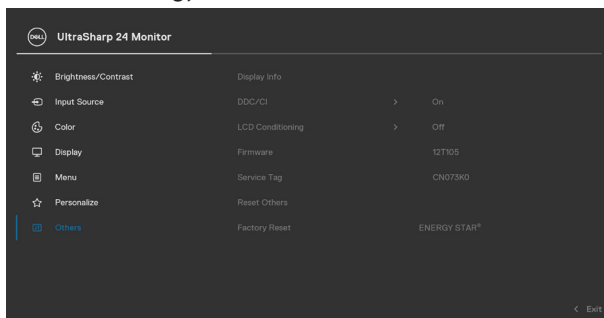 DELL UltraSharp 24 Monitor
Brightness/Contrast Display Info
Input Source DDC/CI > On
Color LCD Conditioning > Off
Display Firmware 12T105
Menu Service Tag CN073K0
Personalize Reset Others
Others Factory Reset ENERGY STAR®
< Exit